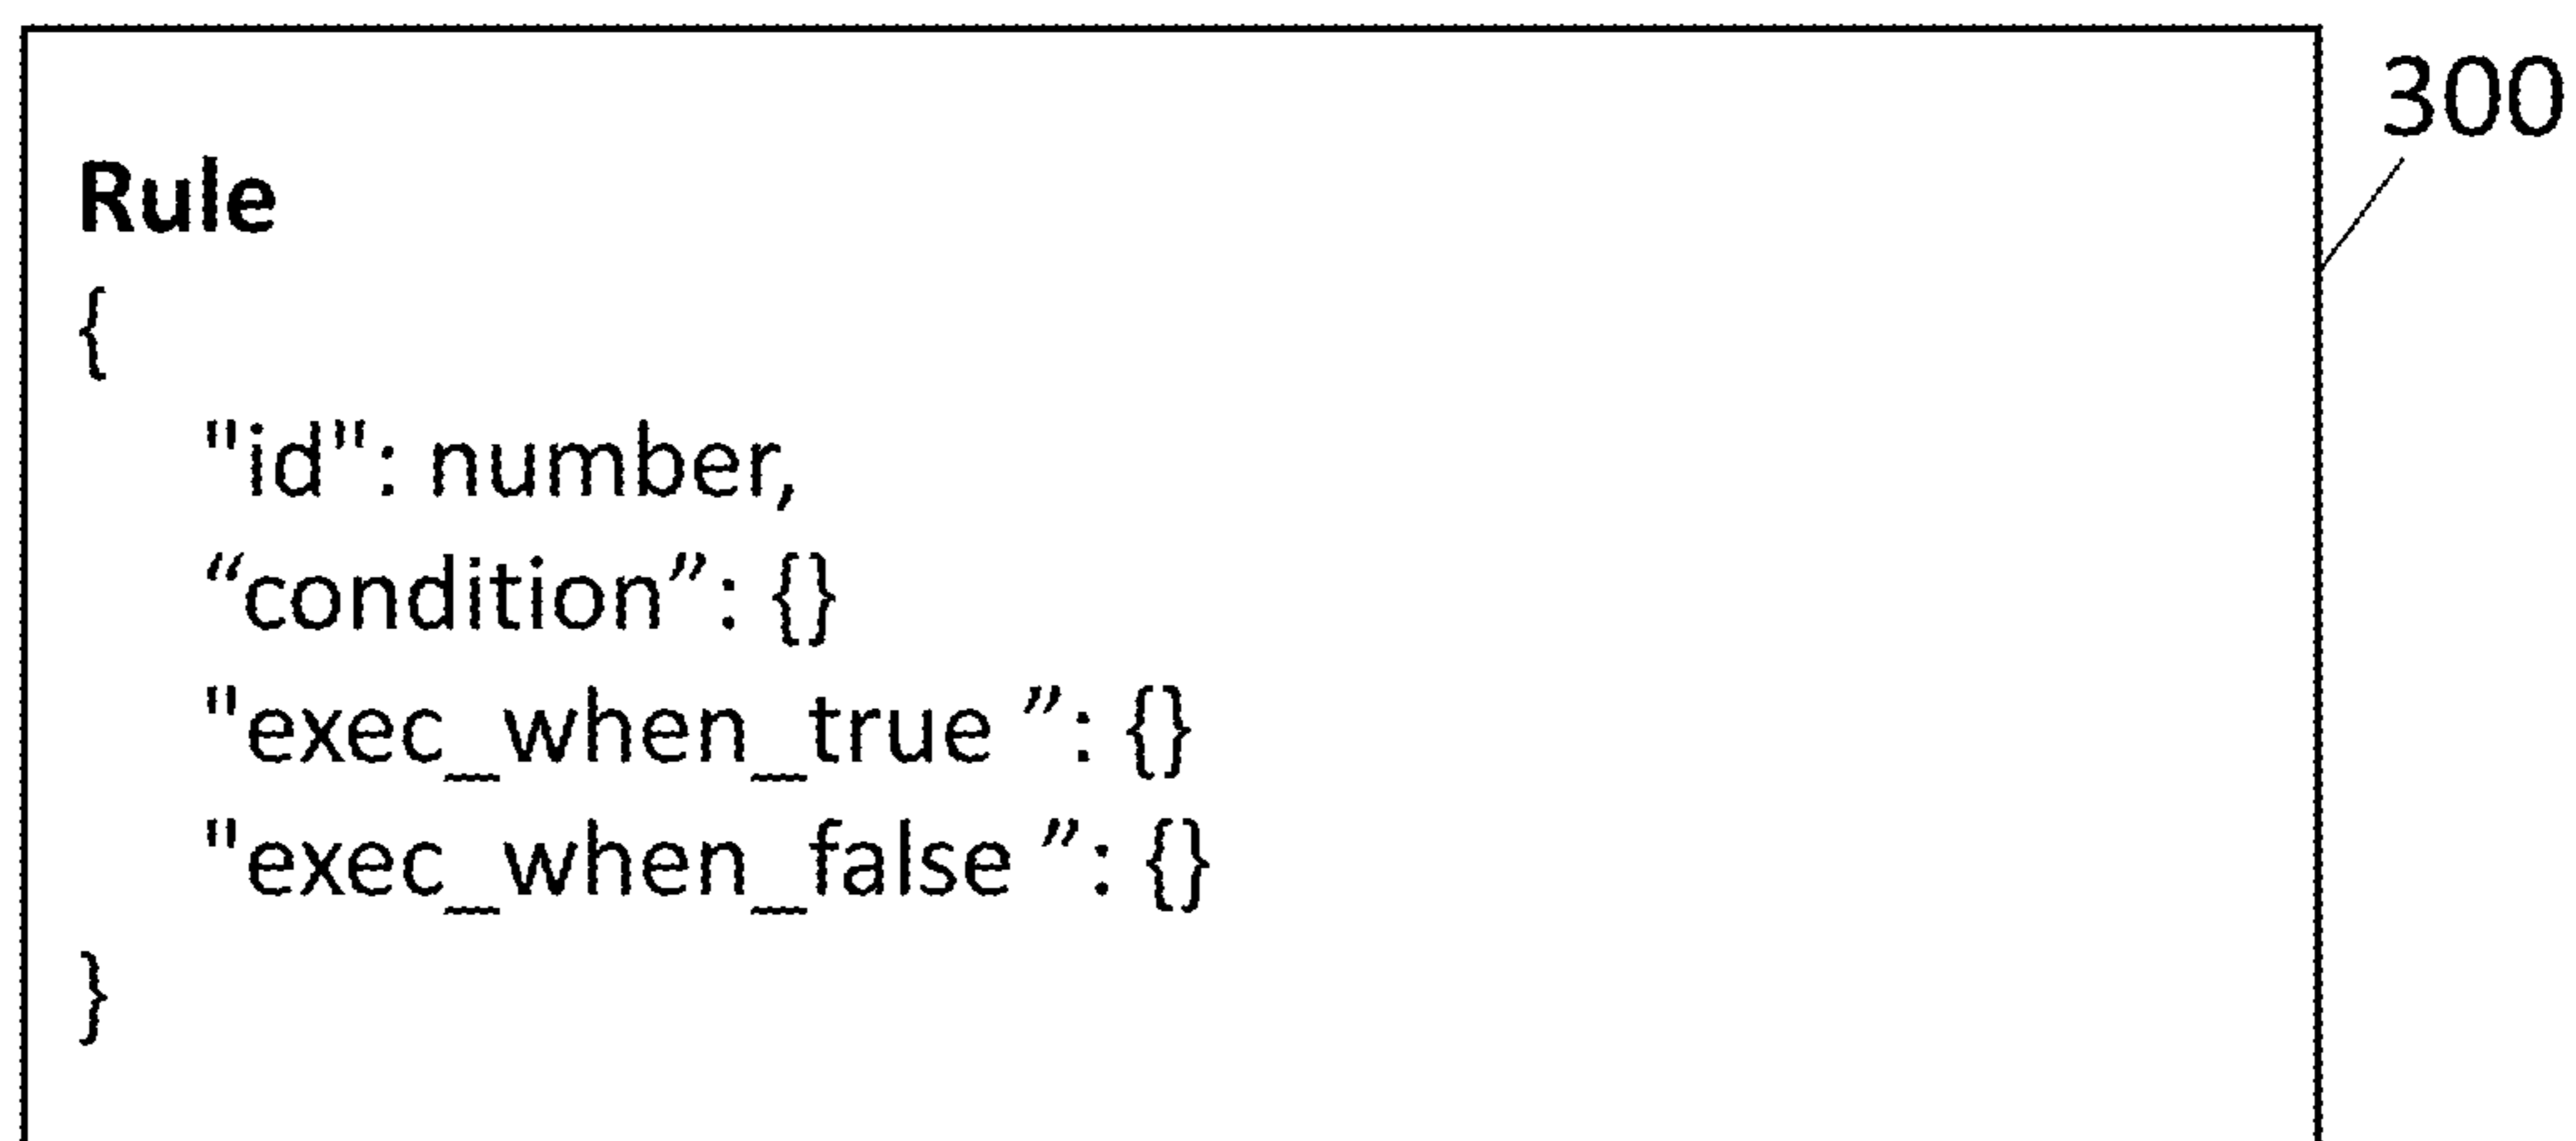 300
Rule
{
"id": number,
“condition”: {}
"exec_when_true ”: {}
"exec_when_false ”: {}
}